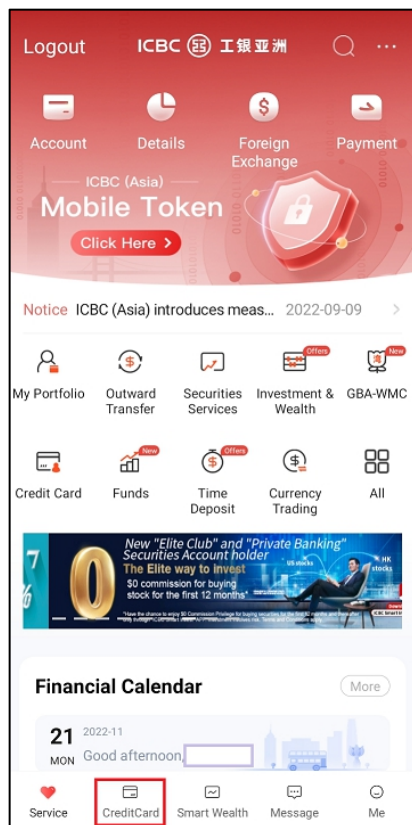 Logout ICBC 工银亚洲
Account Details Foreign Exchange Payment
ICBC (Asia)
Mobile Token
Click Here
Notice ICBC (Asia) introduces meas... 2022-09-09
Offers New
My Portfolio Outward Transfer Securities Services Investment & Wealth GBA-WMC
New Offers
Credit Card Funds Time Deposit Currency Trading All
7 %
0
New "Elite Club" and "Private Banking"
Securities Account holder
The Elite way to invest
$0 commission for buying
stock for the first 12 months*
US stocks
HK stocks
Financial Calendar More
21 2022-11
MON Good afternoon,
Service CreditCard Smart Wealth Message Me